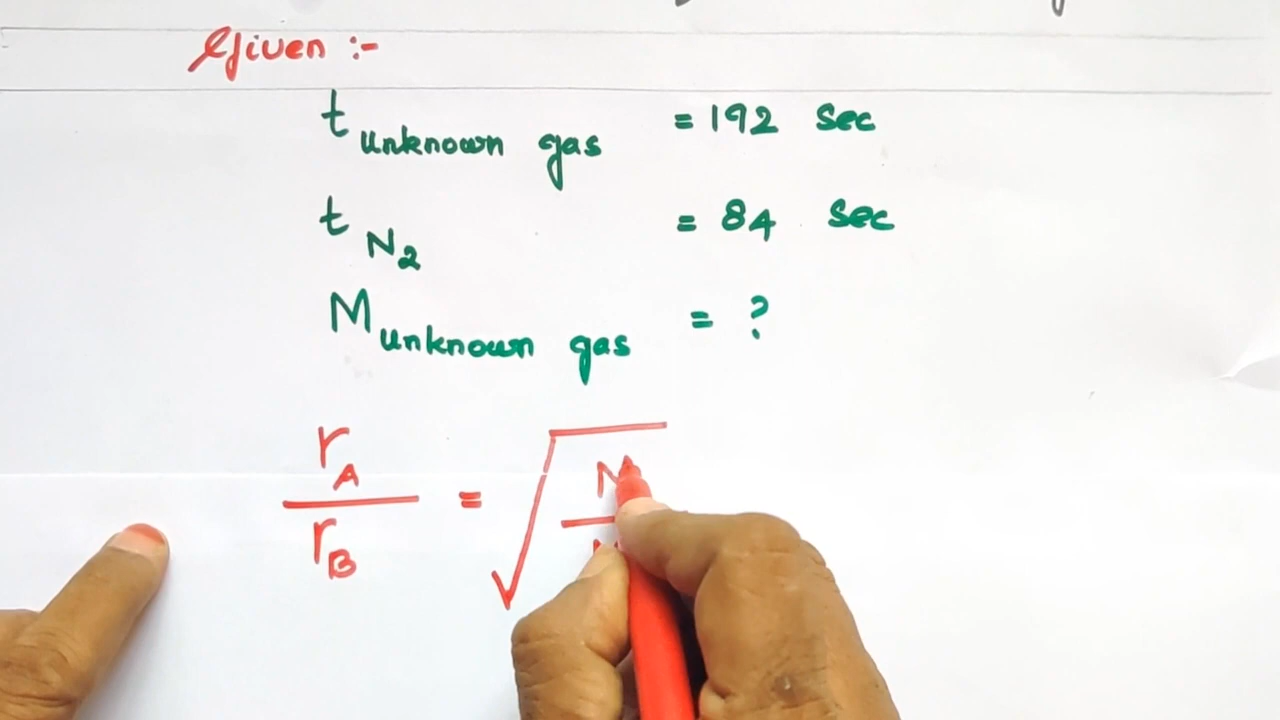 Given :-
t unknown gas = 192 sec
t N2 = 84 sec
M unknown gas = ?
rA / rB = √